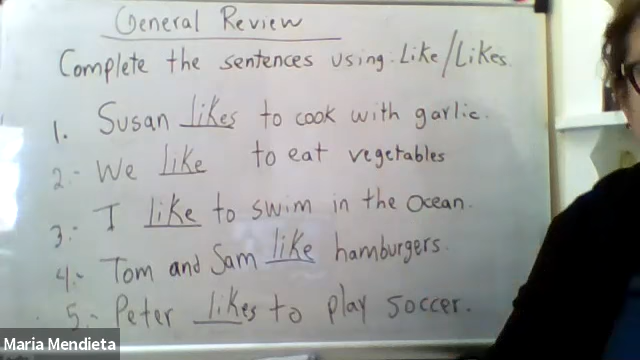 General Review
Complete the sentences using: Like/Likes.
1. Susan likes to cook with garlic.
2.- We like to eat vegetables
3.- I like to swim in the Ocean.
4.- Tom and Sam like hamburgers.
5.- Peter likes to play soccer.
Maria Mendieta